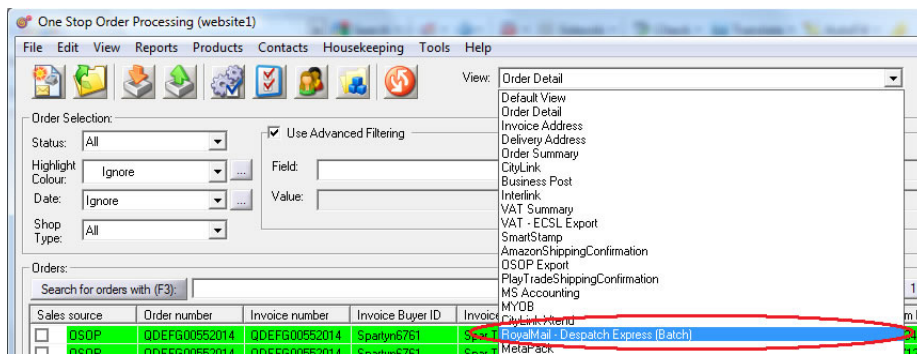 One Stop Order Processing (website1)
File Edit View Reports Products Contacts Housekeeping Tools Help
View: Order Detail
Default View
Order Detail
Invoice Address
Delivery Address
Order Summary
CityLink
Business Post
Interlink
VAT Summary
VAT - ECSL Export
SmartStamp
AmazonShippingConfirmation
OSOP Export
PlayTradeShippingConfirmation
MS Accounting
MYOB
CityLink Xtend
RoyalMail - Despatch Express (Batch)
MetaPack
Order Selection:
Status: All
Highlight
Colour: Ignore ...
Date: Ignore ...
Shop
Type: All
Use Advanced Filtering
Field:
Value:
Orders:
Search for orders with (F3):
Sales source Order number Invoice number Invoice Buyer ID Invoice
OSOP QDEFG00552014 QDEFG00552014 Spartyn6761
OSOP QDEFG00552014 QDEFG00552014 Spartyn6761